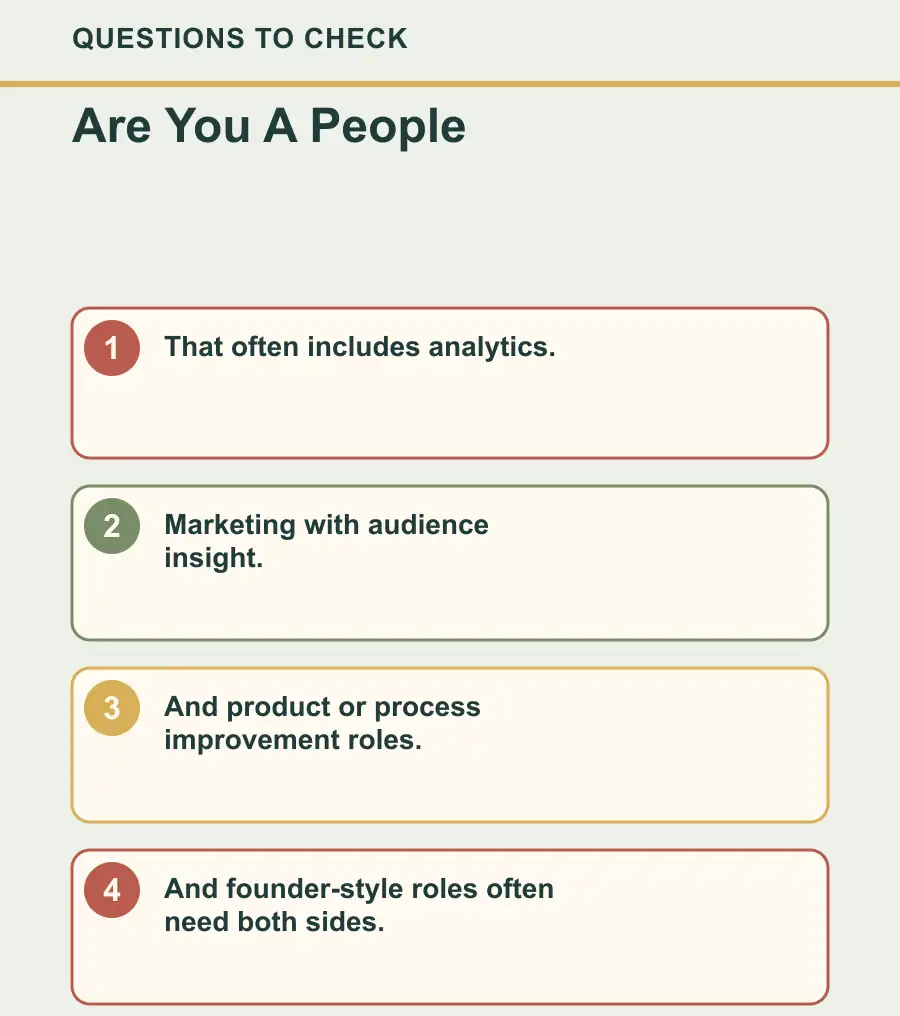 QUESTIONS TO CHECK
Are You A People
1
That often includes analytics.
2
Marketing with audience
insight.
3
And product or process
improvement roles.
4
And founder-style roles often
need both sides.